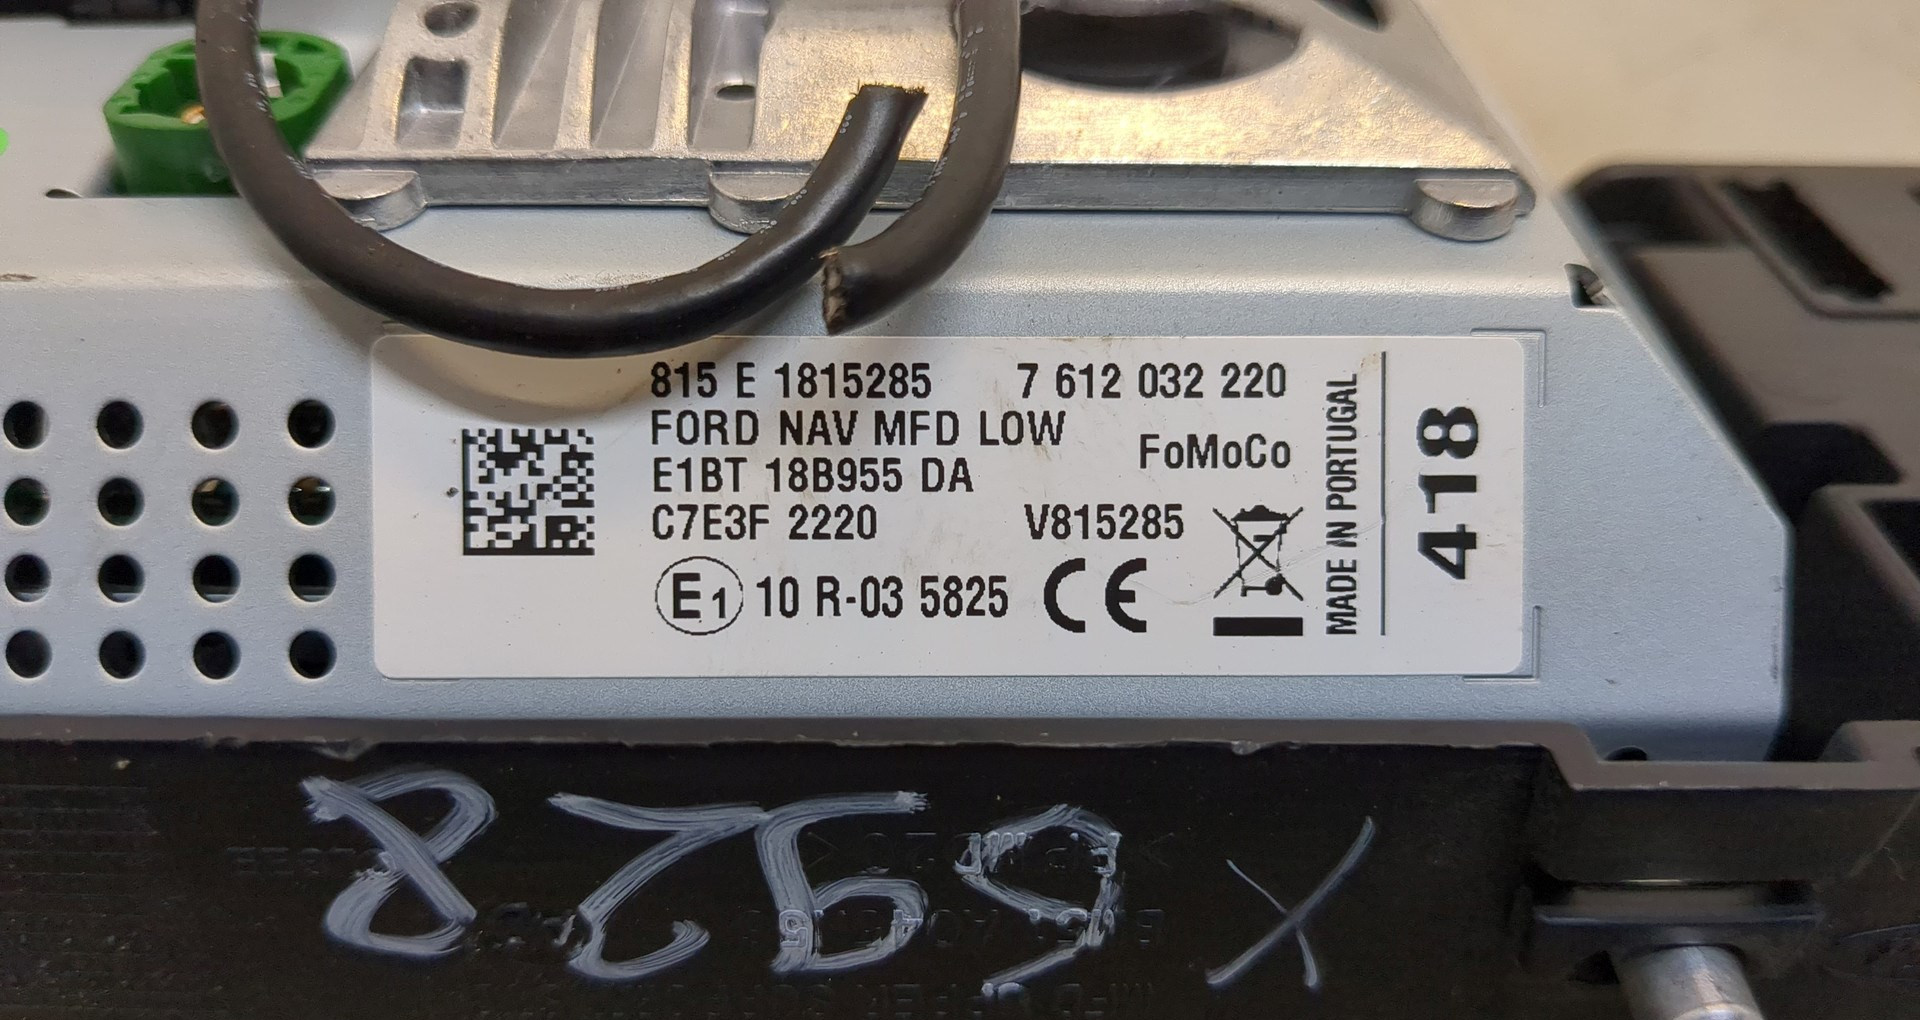 815 E 1815285 7 612 032 220
FORD NAV MFD LOW
FoMoCo
E1BT 18B955 DA
C7E3F 2220 V815285
E1 10 R-03 5825 CE
MADE IN PORTUGAL
418